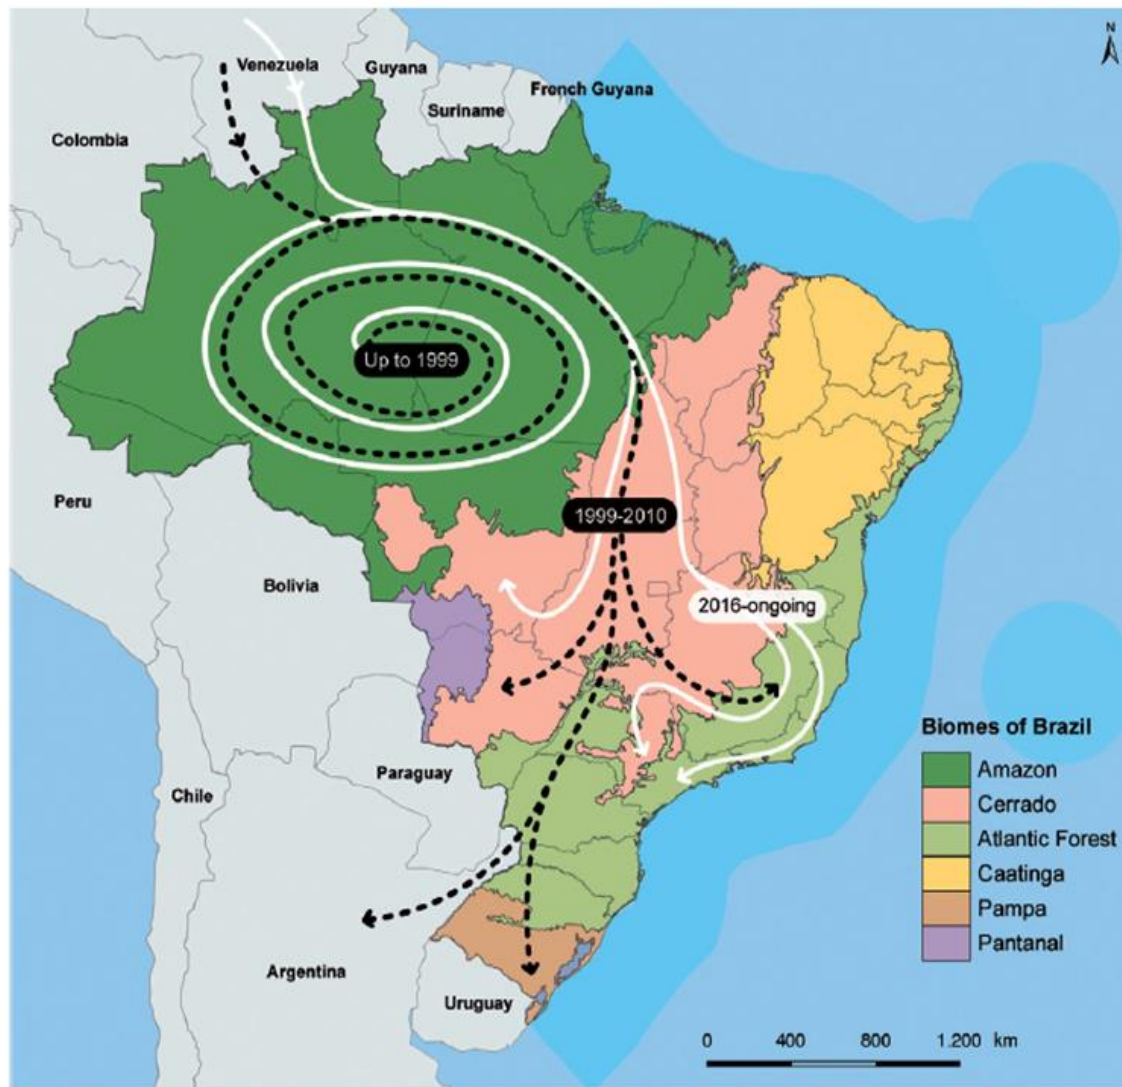 N
Venezuela
Guyana
French Guyana
Suriname
Colombia
Up to 1999
Peru
1999-2010
Bolivia
2016-ongoing
Biomes of Brazil
Amazon
Cerrado
Atlantic Forest
Caatinga
Pampa
Pantanal
Paraguay
Chile
Argentina
Uruguay
0 400 800 1.200 km